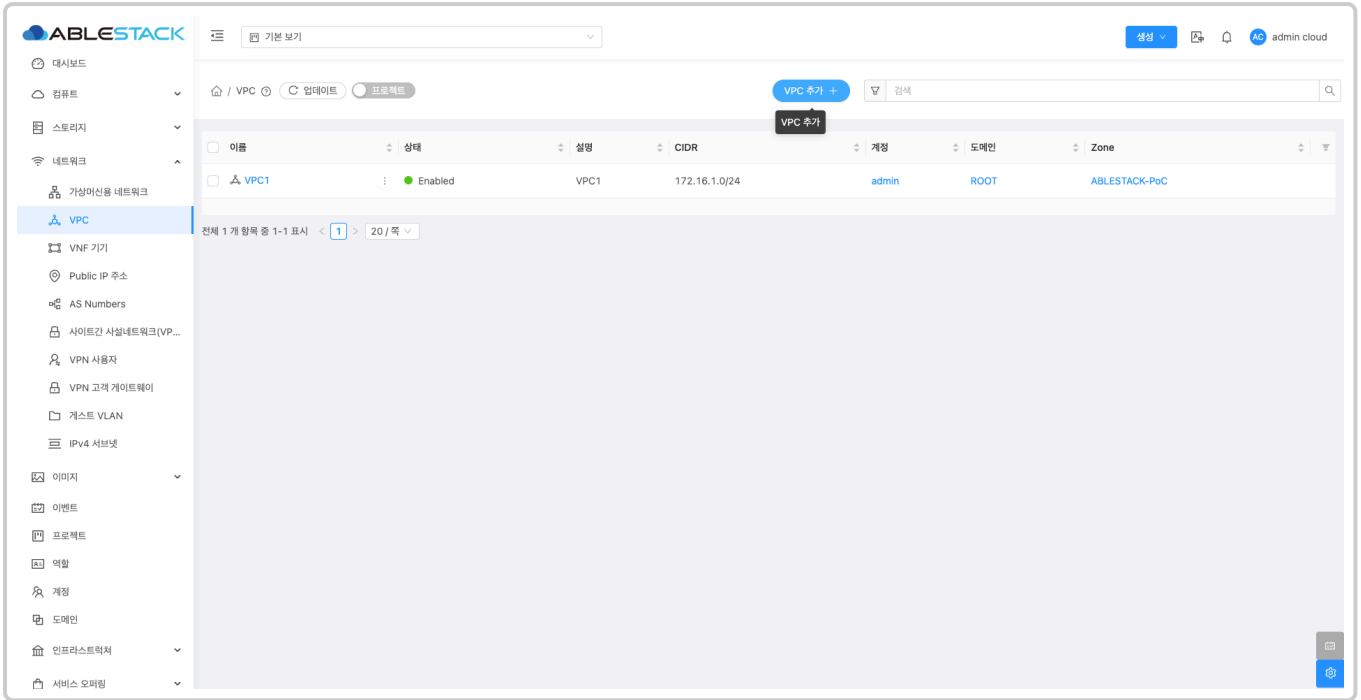 ABLESTACK
기본 보기
생성
AC admin cloud
대시보드
컴퓨트
스토리지
네트워크
가상머신용 네트워크
VPC
VNF 기기
Public IP 주소
AS Numbers
사이트간 사설네트워크(VP...
VPN 사용자
VPN 고객 게이트웨이
게스트 VLAN
IPv4 서브넷
이미지
이벤트
프로젝트
역할
계정
도메인
인프라스트럭쳐
서비스 오퍼링
/ VPC 업데이트 프로젝트
VPC 추가 +
검색
VPC 추가
이름 상태 설명 CIDR 계정 도메인 Zone
VPC1 Enabled VPC1 172.16.1.0/24 admin ROOT ABLESTACK-PoC
전체 1 개 항목 중 1-1 표시 < 1 > 20 / 쪽